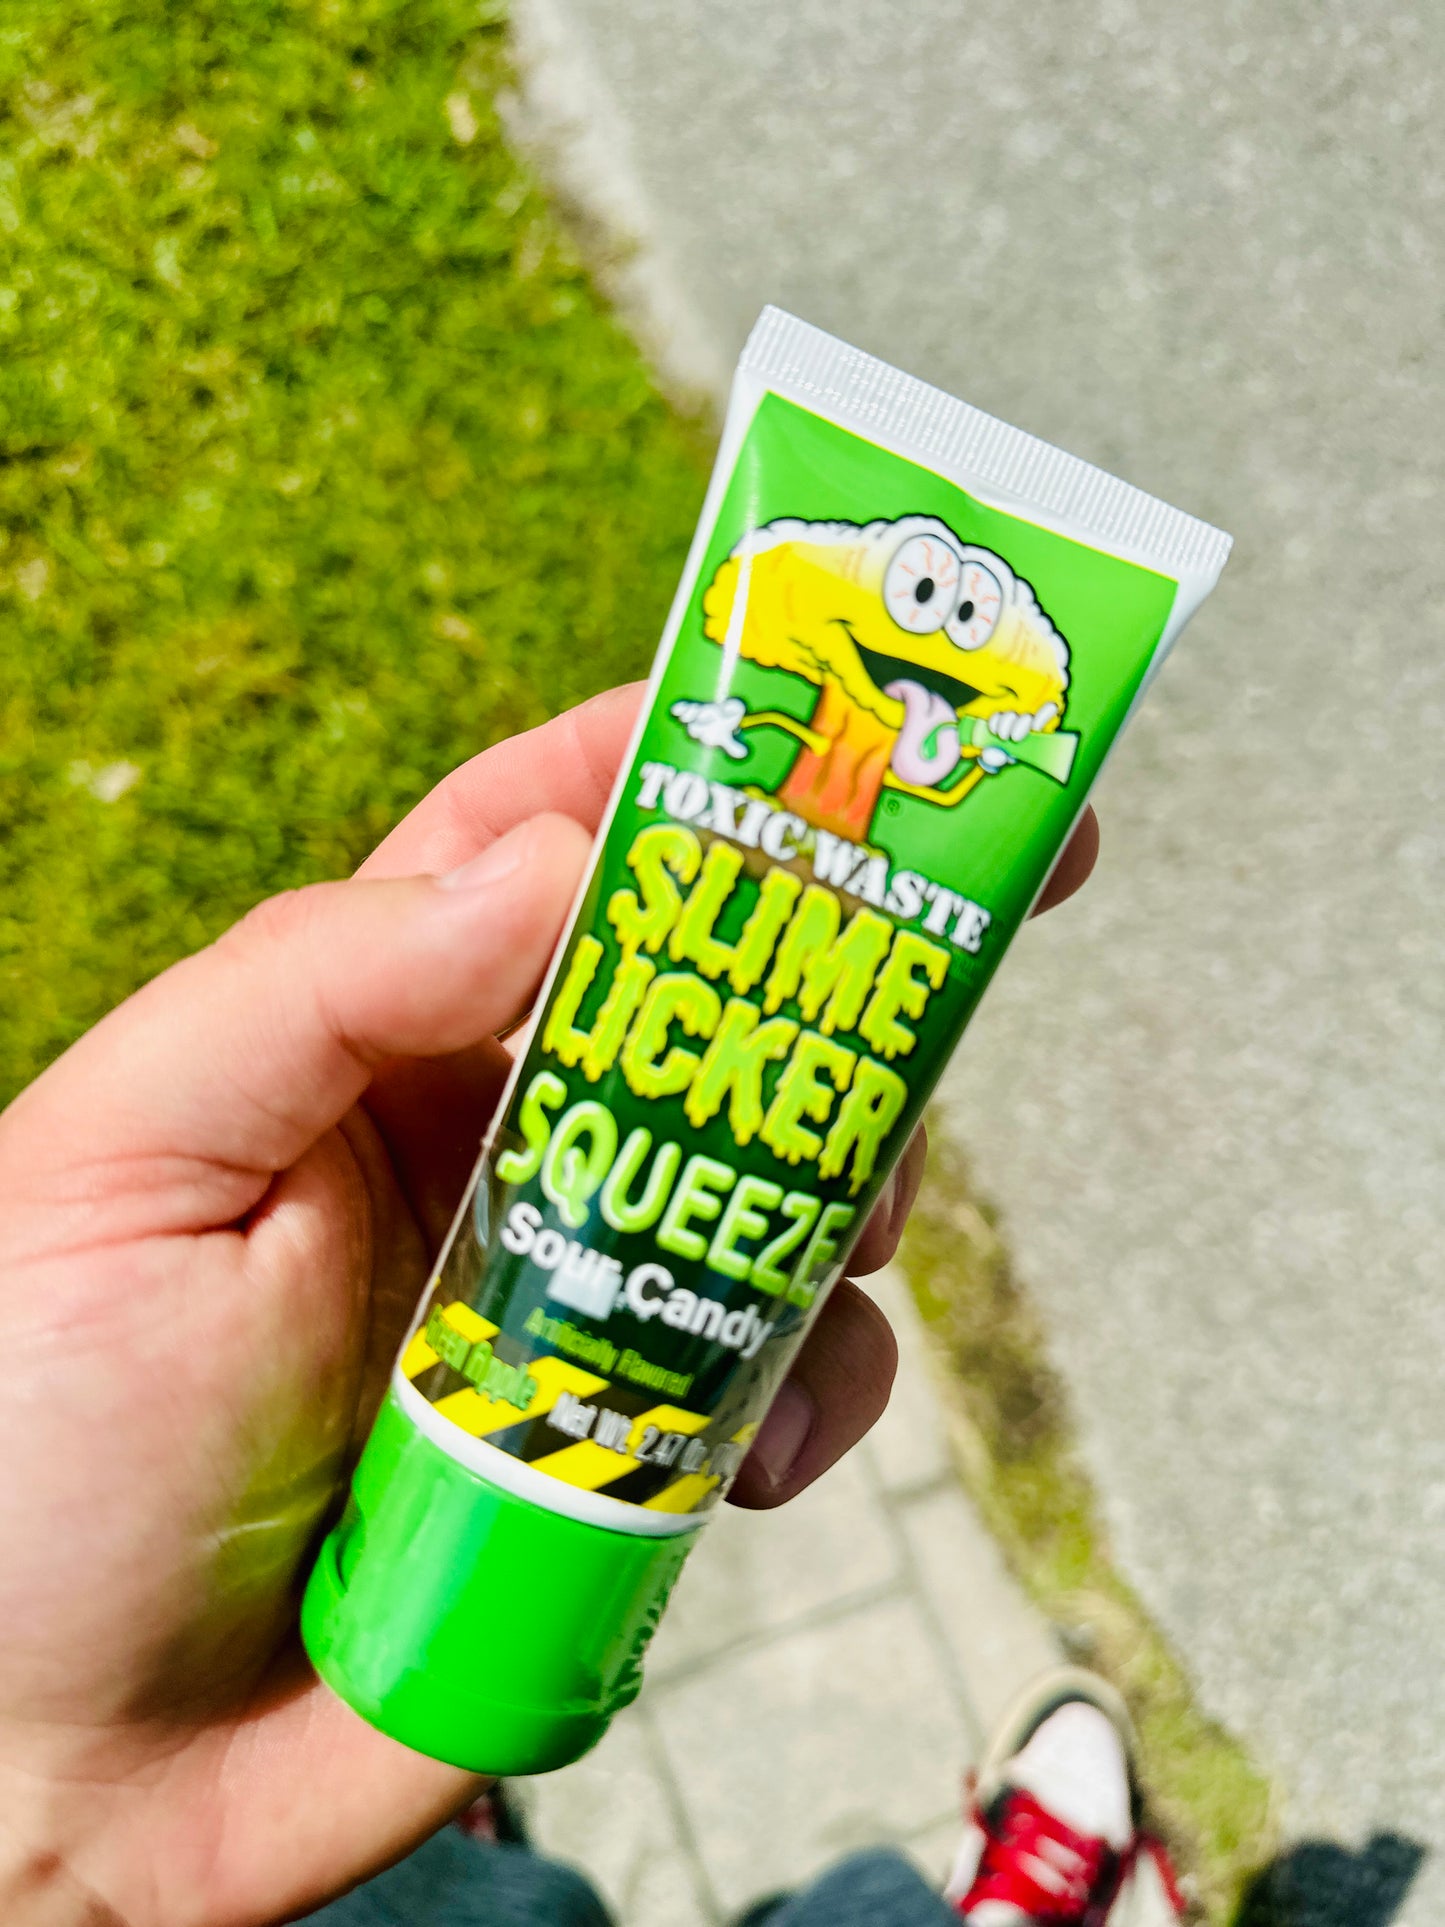 TOXIC WASTE
SLIME
LICKER
SQUEEZE
Sour Candy
Artificially Flavored
Green Apple
Net Wt. 2.47 Oz.